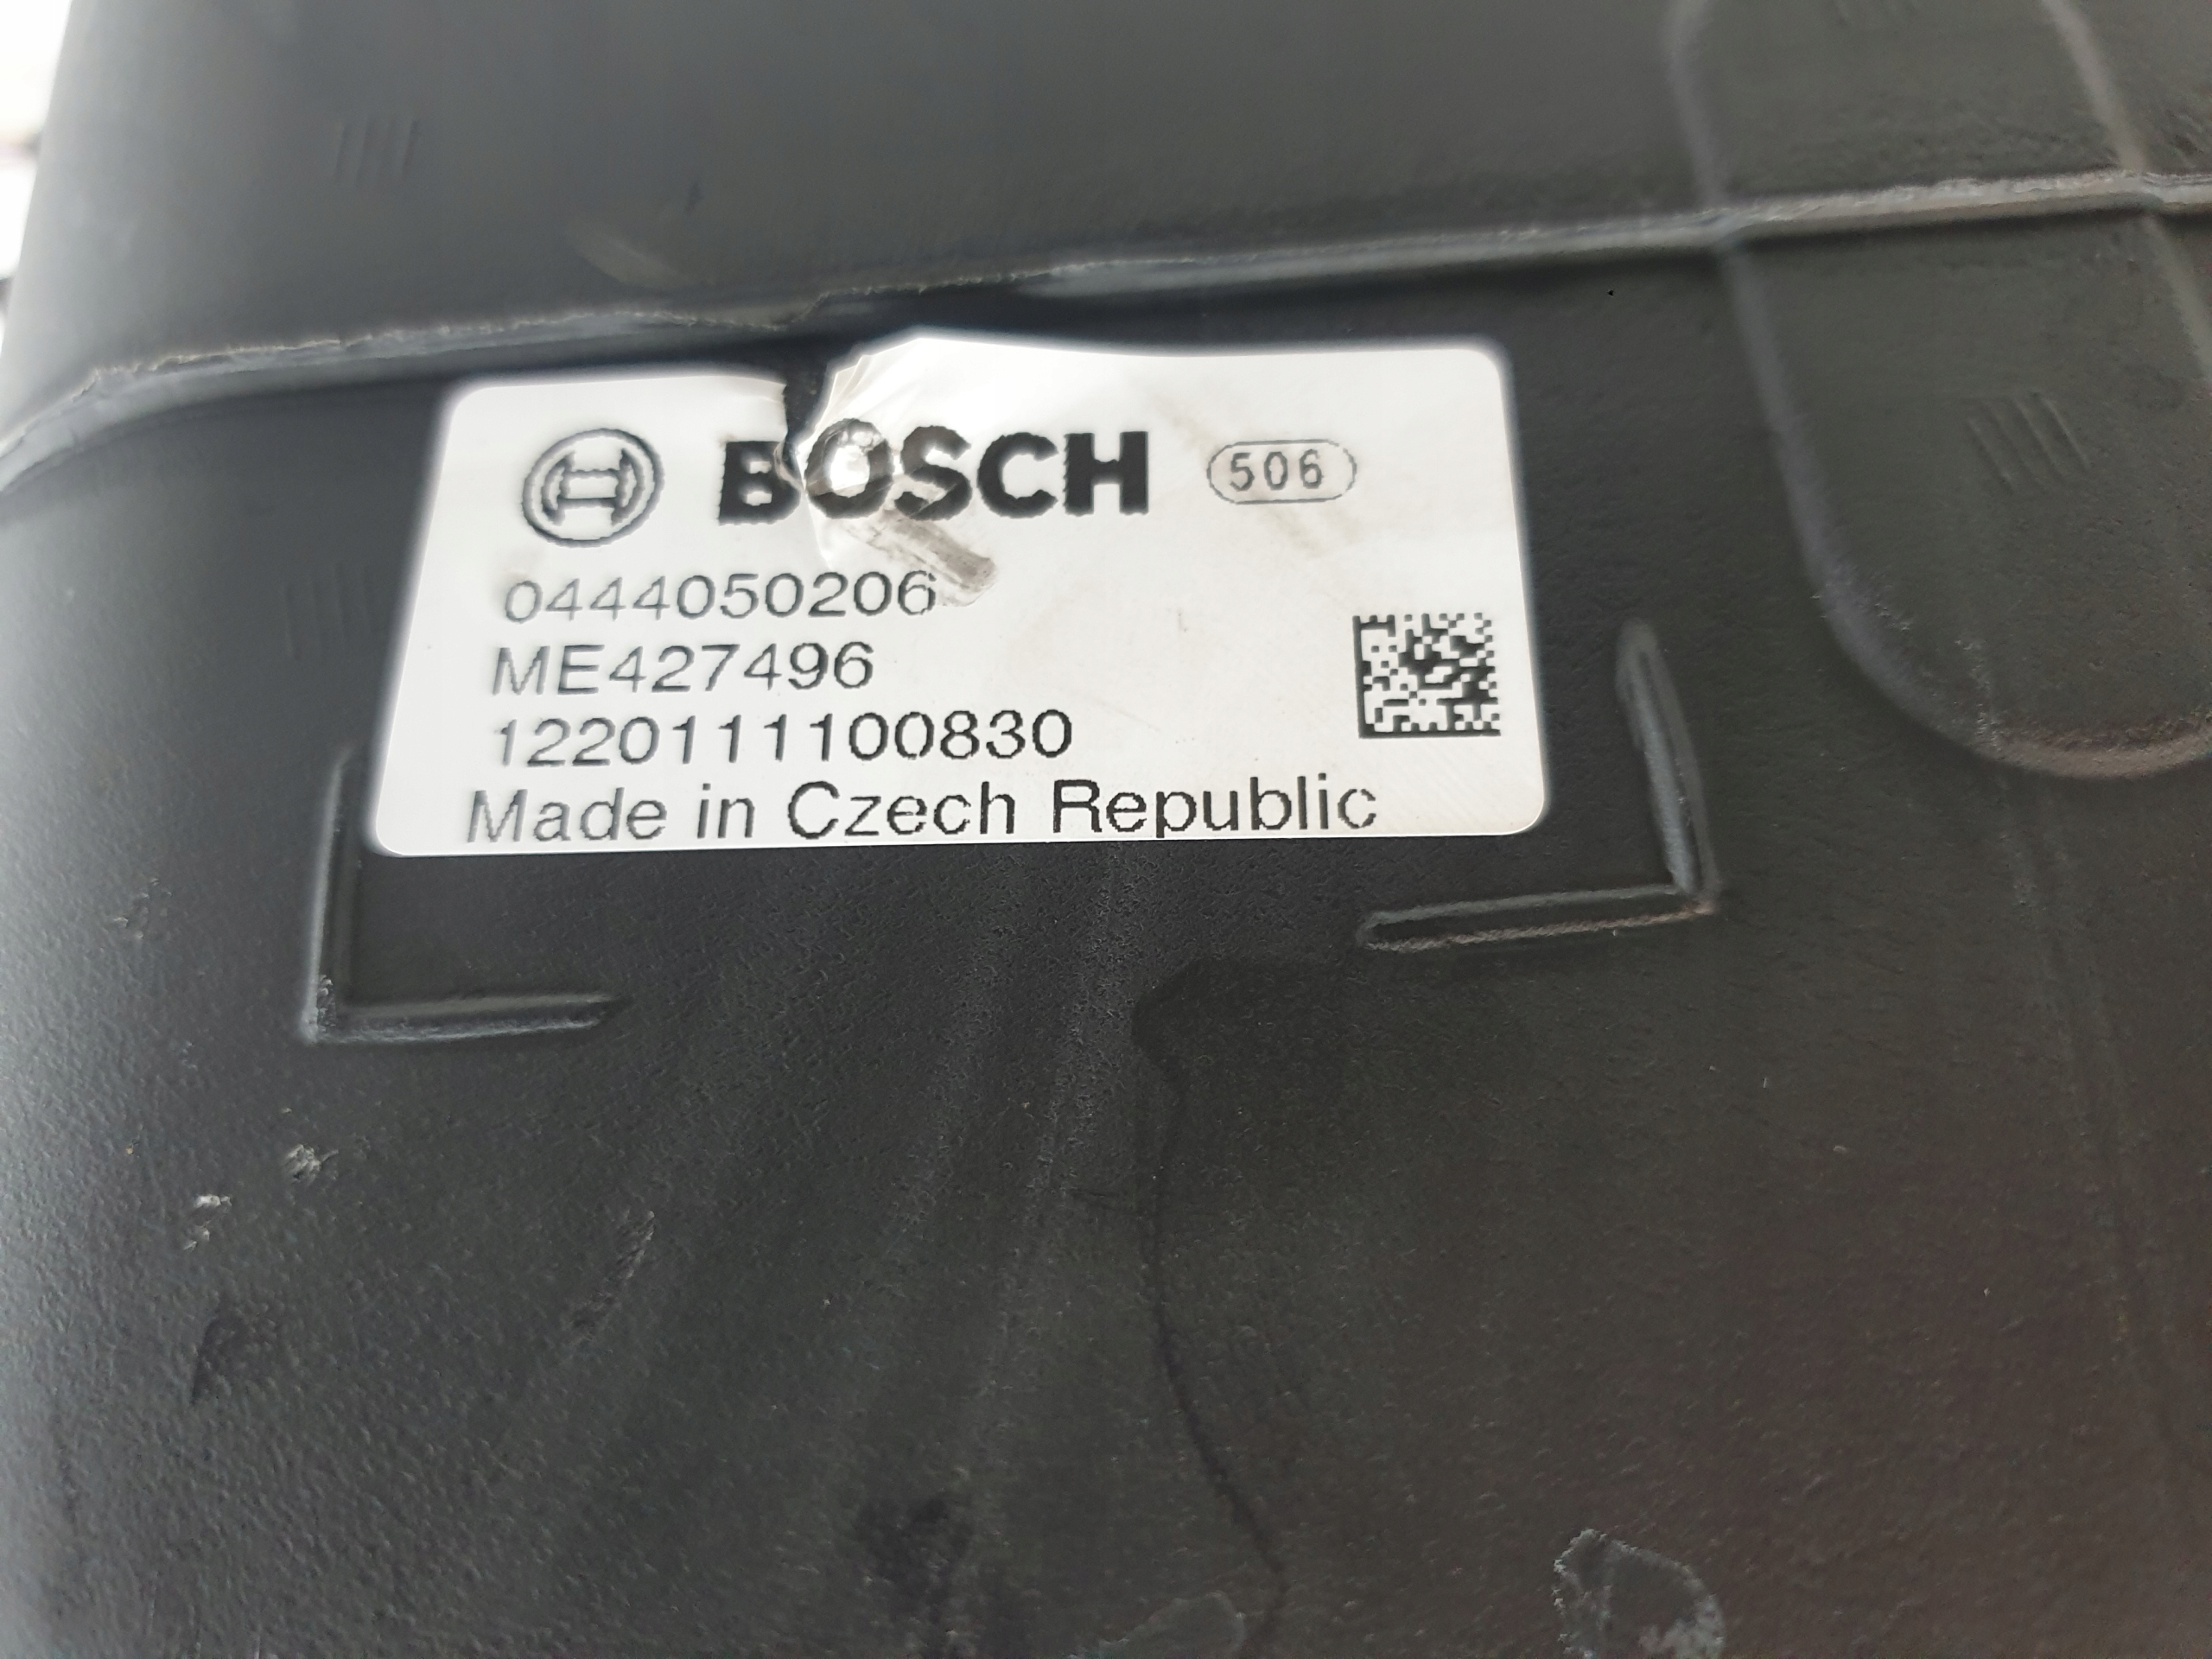 BOSCH 506
0444050206
ME427496
1220111100830
Made in Czech Republic